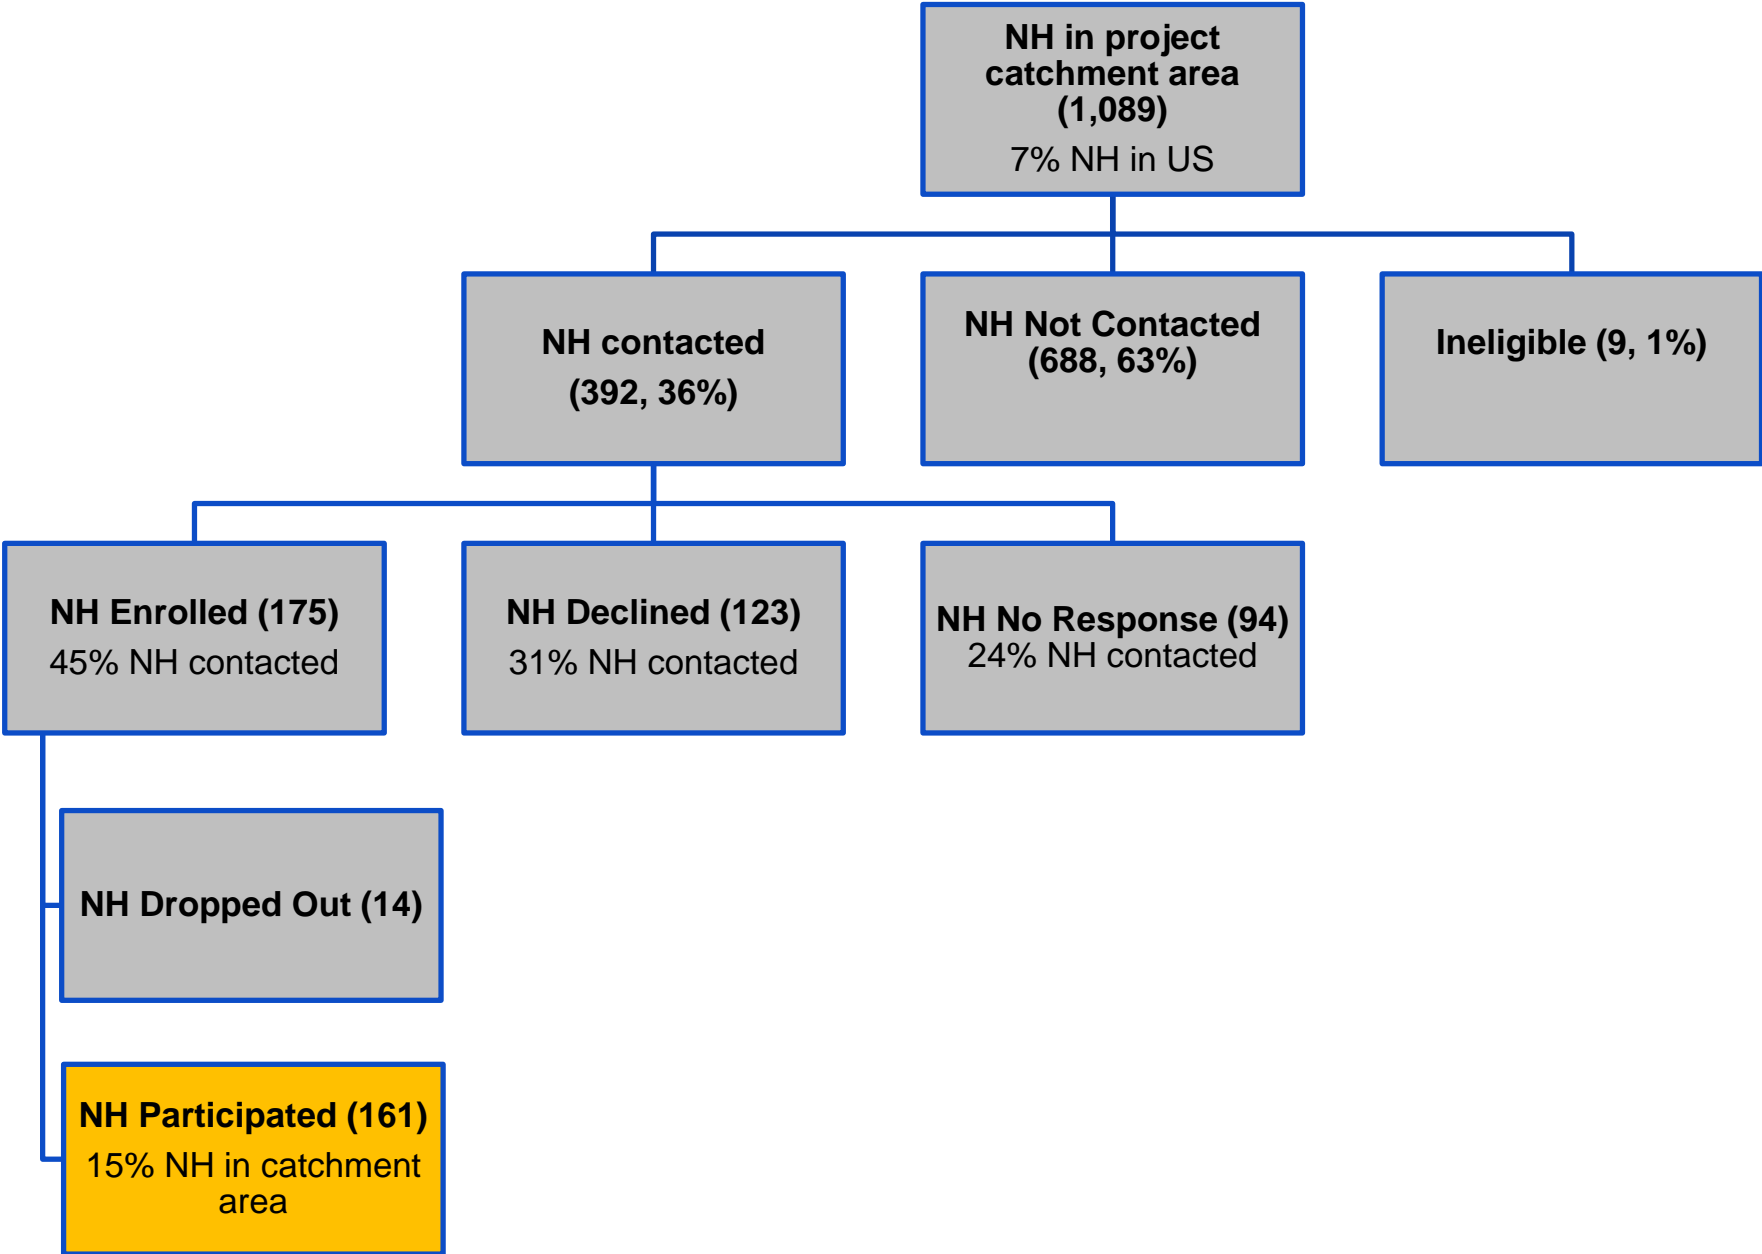 NH in project
catchment area
(1,089)
7% NH in US
NH contacted
(392, 36%)
NH Not Contacted
(688, 63%)
Ineligible (9, 1%)
NH Enrolled (175)
45% NH contacted
NH Declined (123)
31% NH contacted
NH No Response (94)
24% NH contacted
NH Dropped Out (14)
NH Participated (161)
15% NH in catchment
area